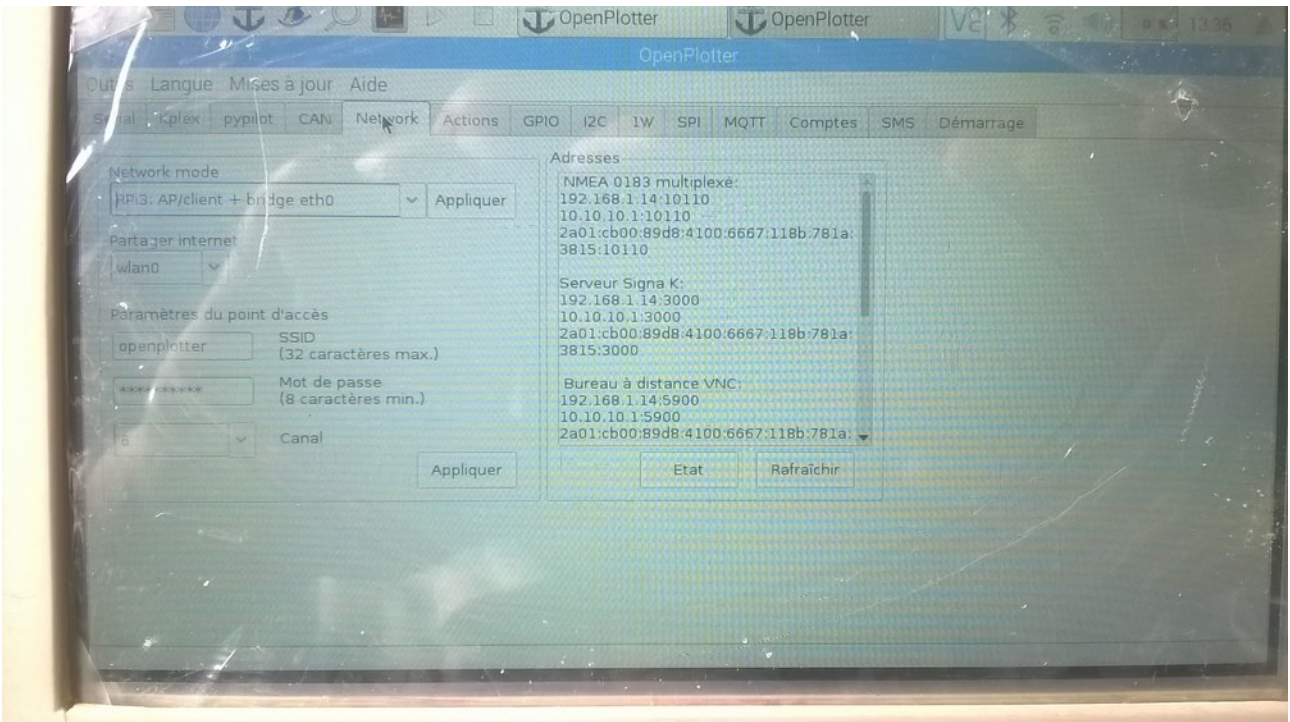 OpenPlotter
OpenPlotter
13:36
OpenPlotter
Outils Langue Mises à jour Aide
Serial Kplex pypilot CAN Network Actions GPIO I2C 1W SPI MQTT Comptes SMS Démarrage
Network mode
RPi3: AP/client + bridge eth0
Appliquer
Partager internet
wlan0
Paramètres du point d'accès
openplotter
SSID
(32 caractères max.)
**********
Mot de passe
(8 caractères min.)
6
Canal
Appliquer
Adresses
NMEA 0183 multiplexé:
192.168.1.14:10110
10.10.10.1:10110
2a01:cb00:89d8:4100:6667:118b:781a:
3815:10110
Serveur Signa K:
192.168.1.14:3000
10.10.10.1:3000
2a01:cb00:89d8:4100:6667:118b:781a:
3815:3000
Bureau à distance VNC:
192.168.1.14:5900
10.10.10.1:5900
2a01:cb00:89d8:4100:6667:118b:781a:
Etat
Rafraîchir